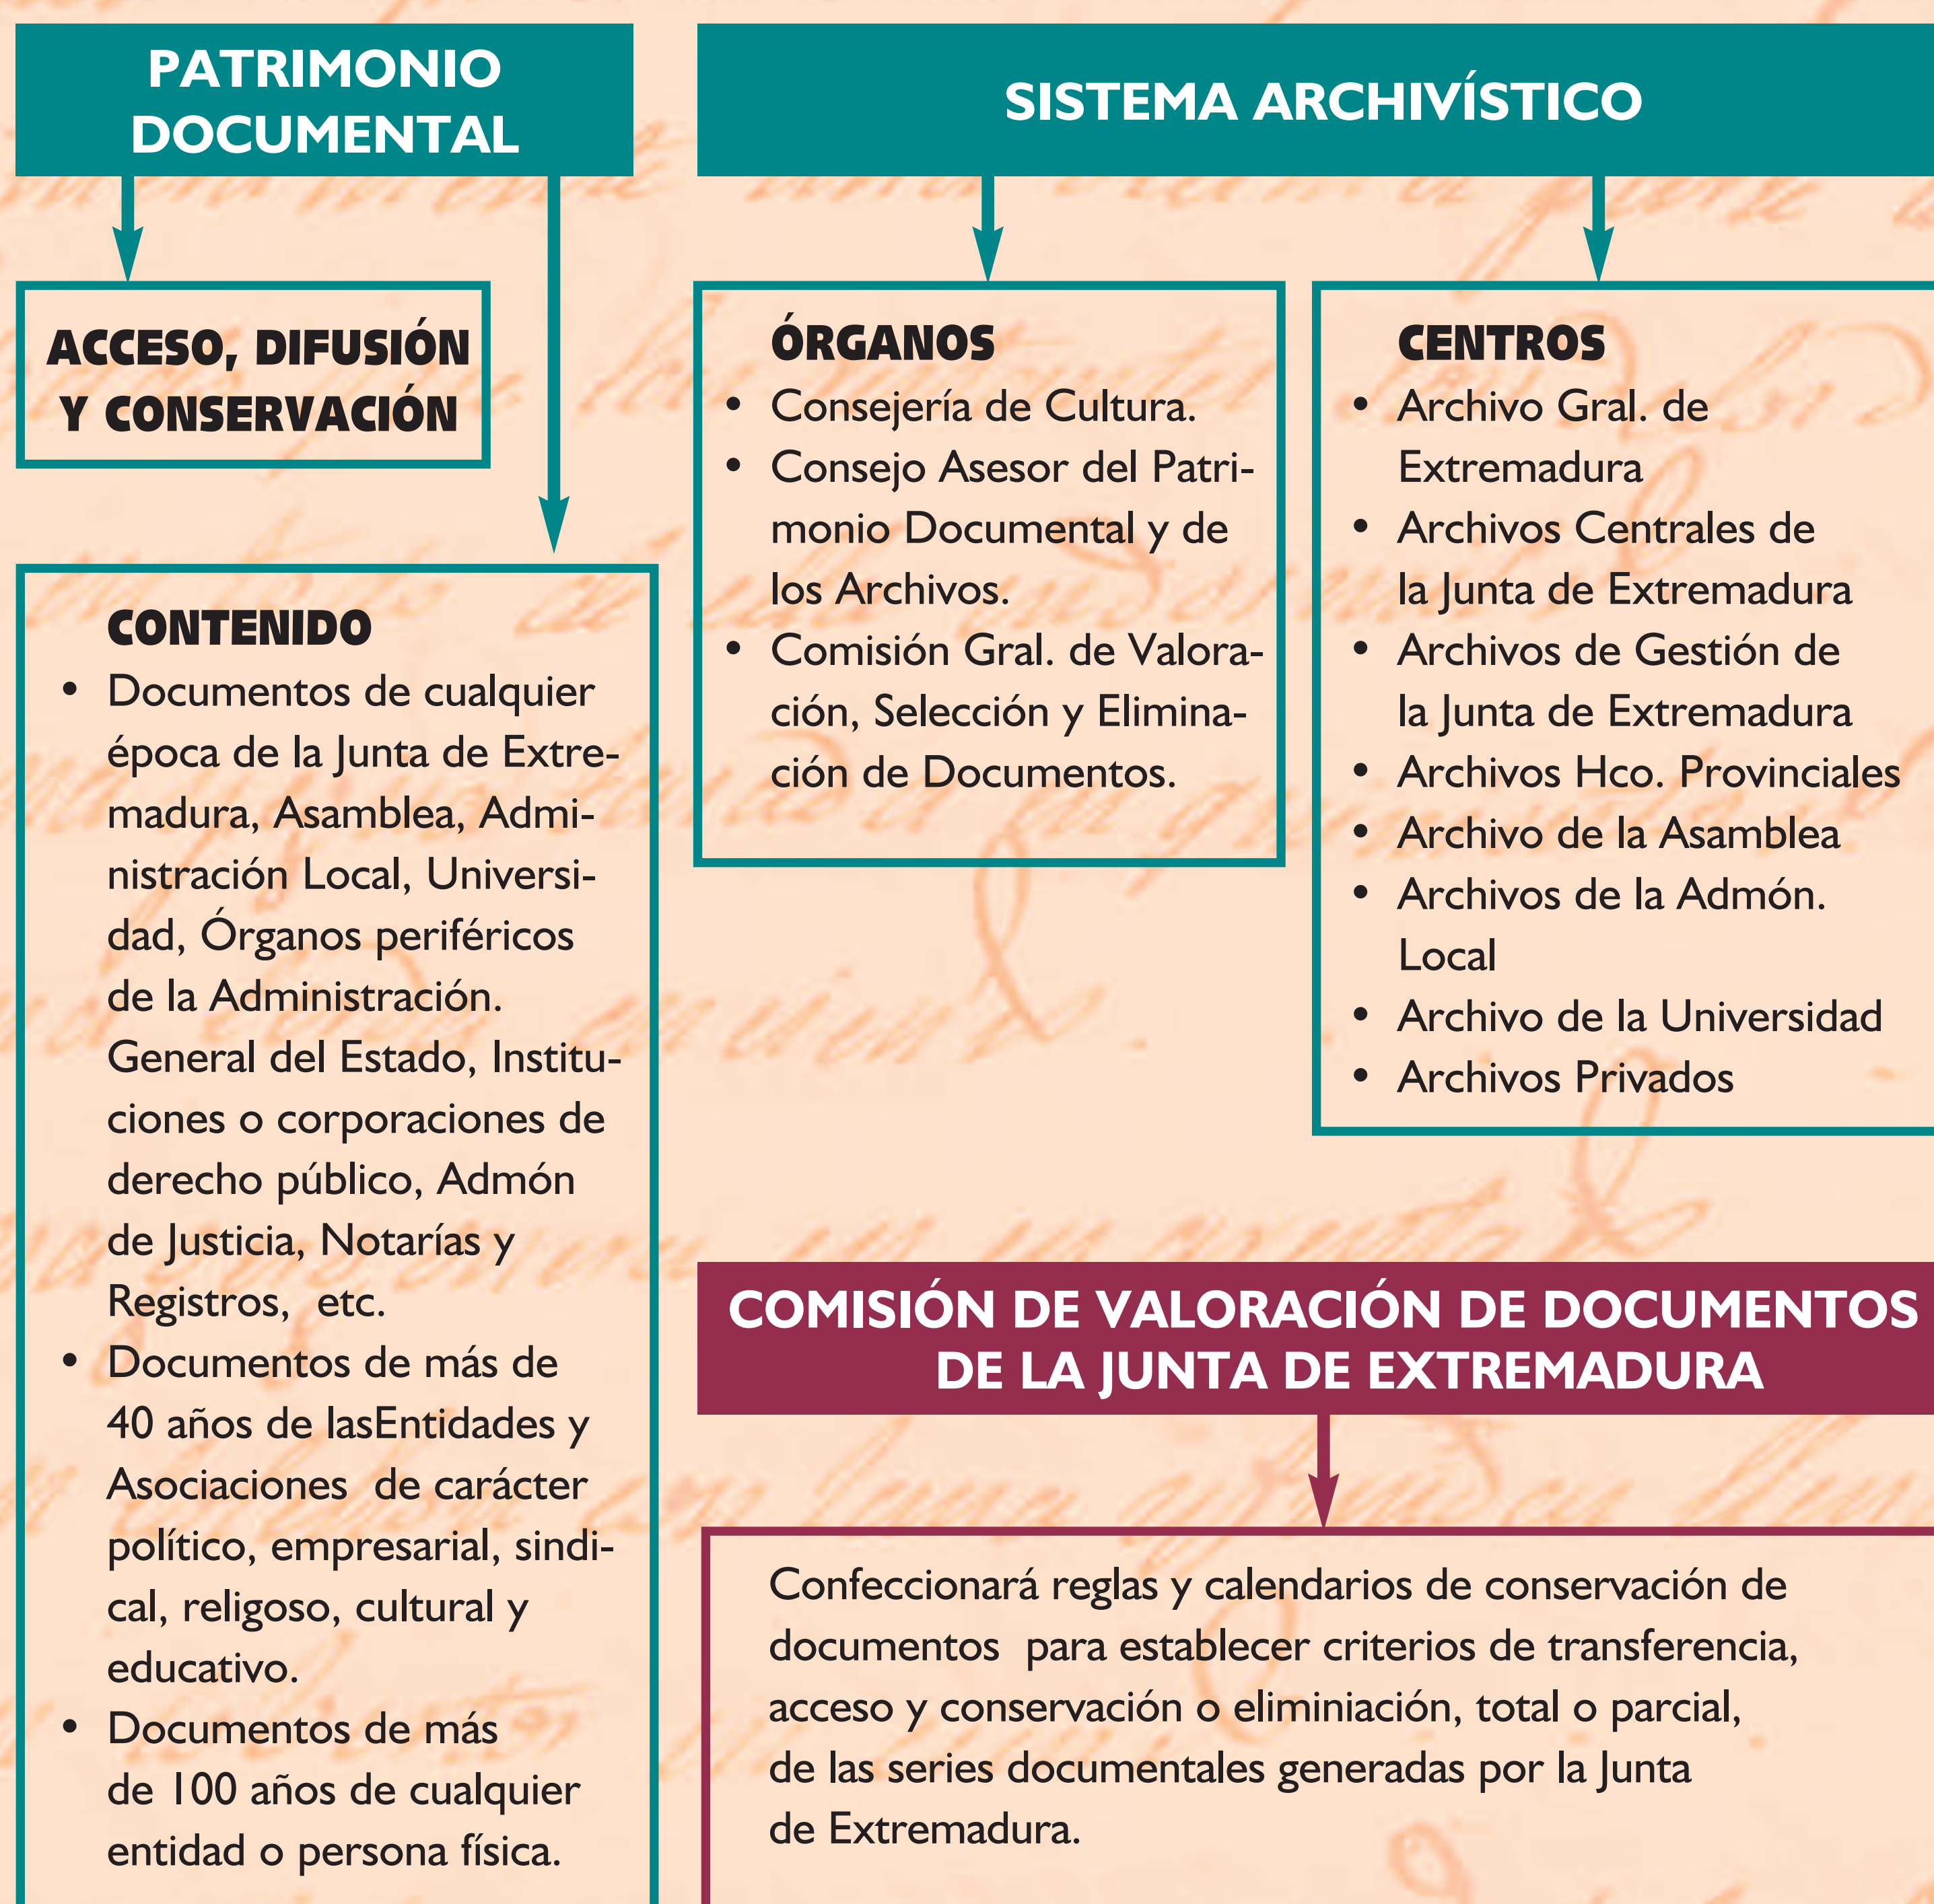 PATRIMONIO
DOCUMENTAL
ACCESO, DIFUSIÓN
Y CONSERVACIÓN
CONTENIDO
• Documentos de cualquier
época de la Junta de Extre-
madura, Asamblea, Admi-
nistración Local, Universi-
dad, Órganos periféricos
de la Administración.
General del Estado, Institu-
ciones o corporaciones de
derecho público, Admón
de Justicia, Notarías y
Registros, etc.
• Documentos de más de
40 años de lasEntidades y
Asociaciones de carácter
político, empresarial, sindi-
cal, religoso, cultural y
educativo.
• Documentos de más
de 100 años de cualquier
entidad o persona física.
SISTEMA ARCHIVÍSTICO
ÓRGANOS
• Consejería de Cultura.
• Consejo Asesor del Patri-
monio Documental y de
los Archivos.
• Comisión Gral. de Valora-
ción, Selección y Elimina-
ción de Documentos.
CENTROS
• Archivo Gral. de
Extremadura
• Archivos Centrales de
la Junta de Extremadura
• Archivos de Gestión de
la Junta de Extremadura
• Archivos Hco. Provinciales
• Archivo de la Asamblea
• Archivos de la Admón.
Local
• Archivo de la Universidad
• Archivos Privados
COMISIÓN DE VALORACIÓN DE DOCUMENTOS
DE LA JUNTA DE EXTREMADURA
Confeccionará reglas y calendarios de conservación de
documentos para establecer criterios de transferencia,
acceso y conservación o eliminiación, total o parcial,
de las series documentales generadas por la Junta
de Extremadura.